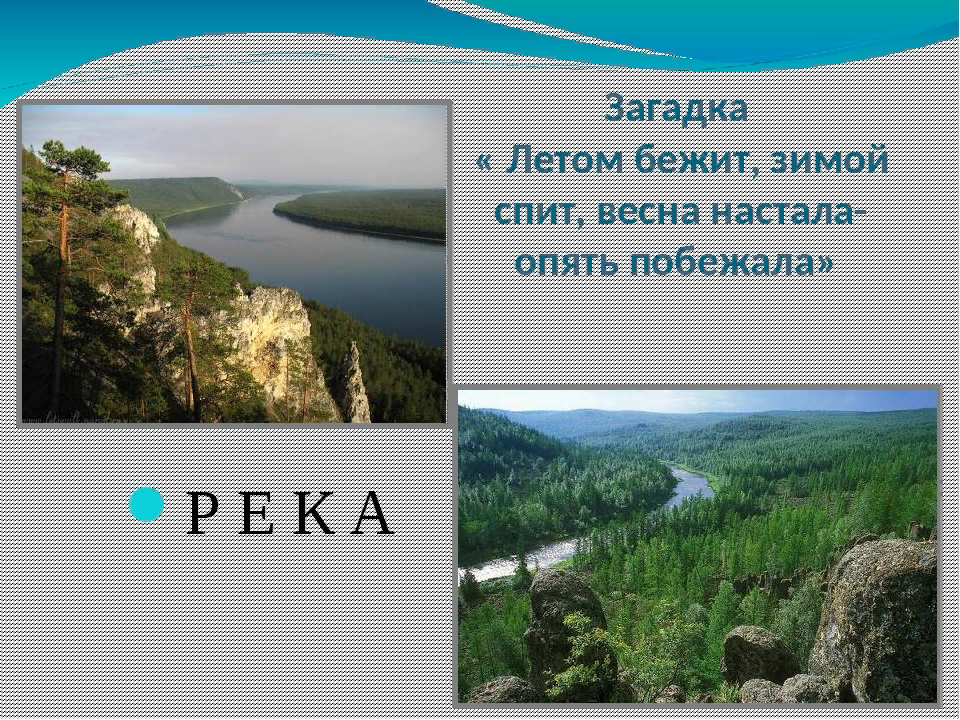 Загадка
« Летом бежит, зимой
спит, весна настала-
опять побежала»
Р Е К А